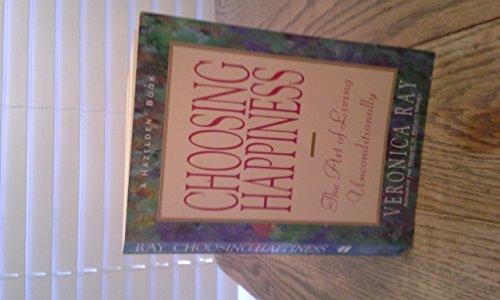 A HAZELDEN BOOK
CHOOSING
HAPPINESS
The Art of Living
Unconditionally
VERONICA RAY
RAY CHOOSING HAPPINESS